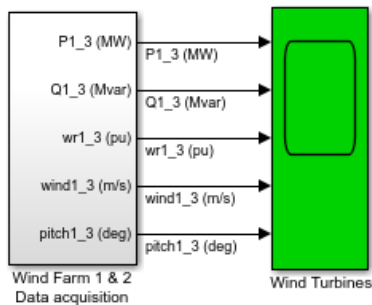 P1_3 (MW)
P1_3 (MW)
Q1_3 (Mvar)
Q1_3 (Mvar)
wr1_3 (pu)
wr1_3 (pu)
wind1_3 (m/s)
wind1_3 (m/s)
pitch1_3 (deg)
pitch1_3 (deg)
Wind Farm 1 & 2
Data acquisition
Wind Turbines